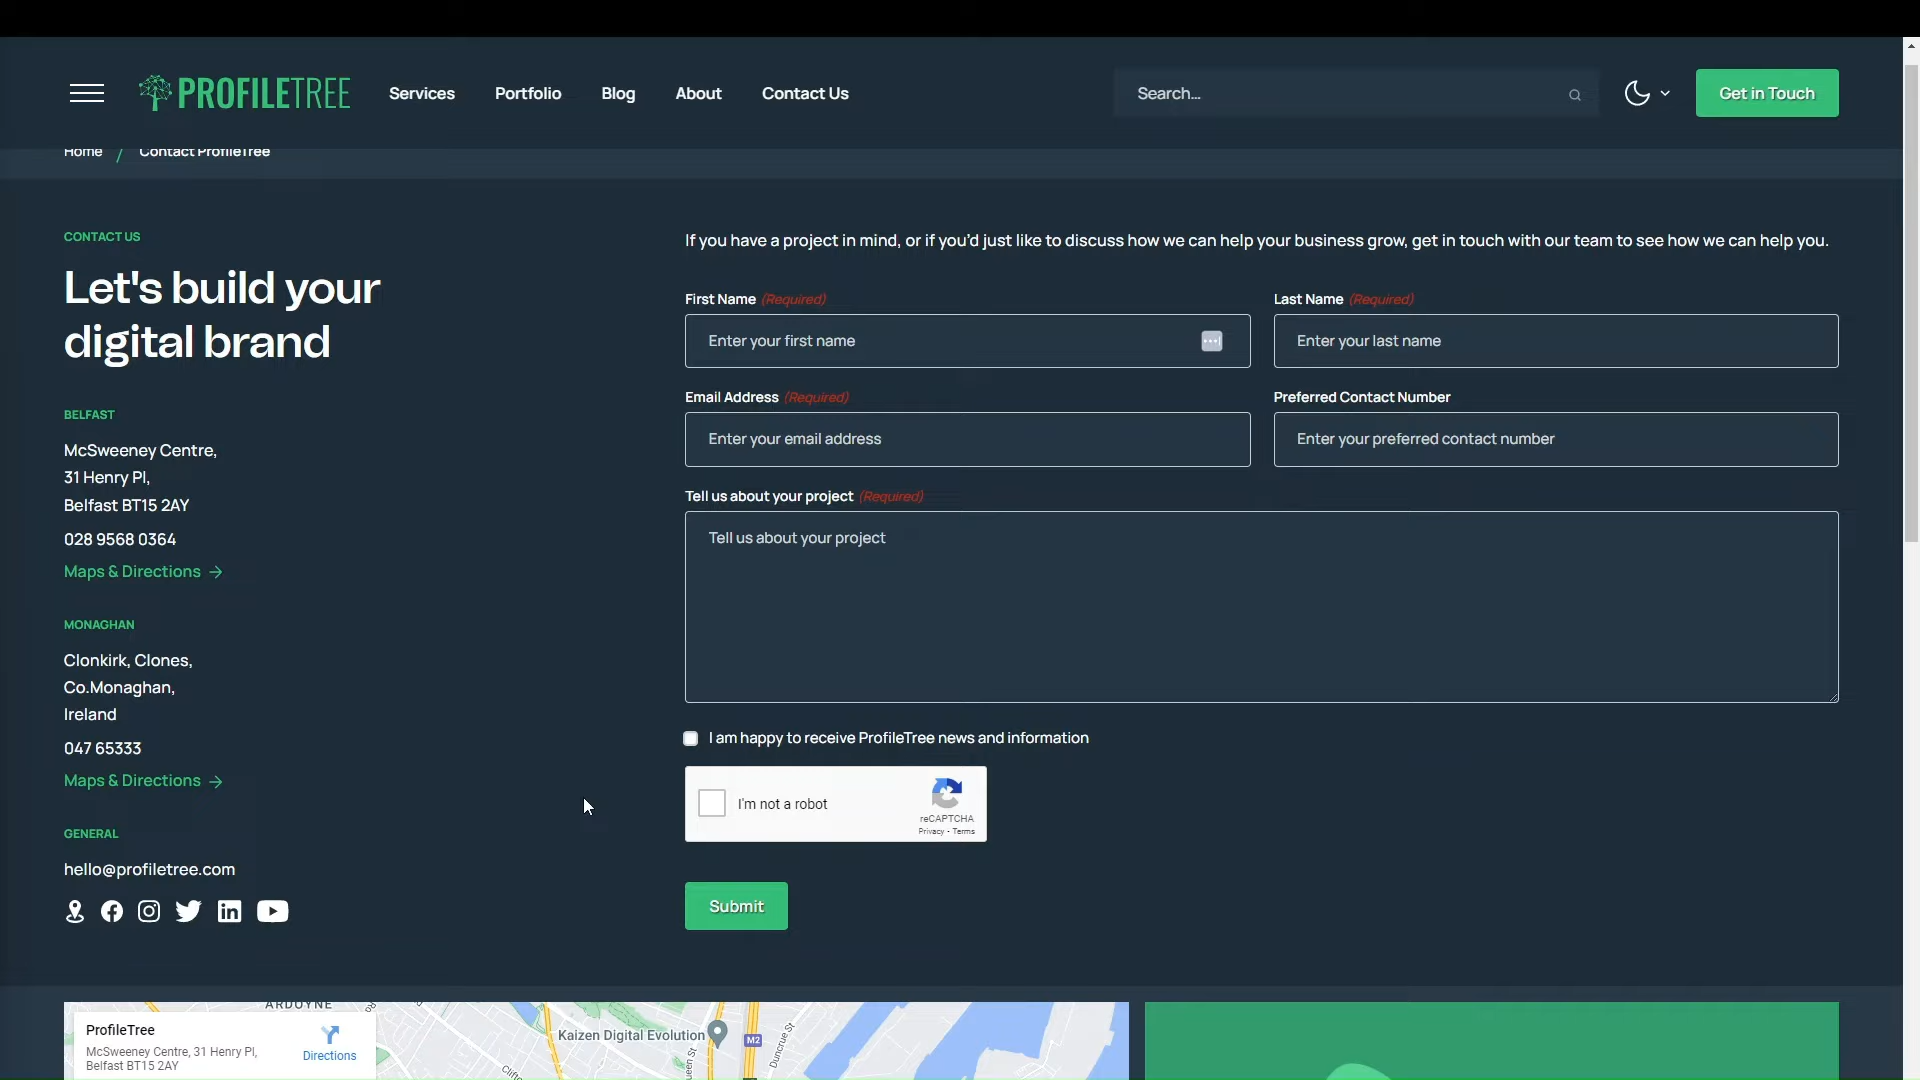 PROFILETREE
Services
Portfolio
Blog
About
Contact Us
Search...
Get in Touch
Home / Contact ProfileTree
CONTACT US
Let's build your
digital brand
BELFAST
McSweeney Centre,
31 Henry Pl,
Belfast BT15 2AY
028 9568 0364
Maps & Directions →
MONAGHAN
Clonkirk, Clones,
Co.Monaghan,
Ireland
047 65333
Maps & Directions →
GENERAL
hello@profiletree.com
If you have a project in mind, or if you'd just like to discuss how we can help your business grow, get in touch with our team to see how we can help you.
First Name (Required)
Enter your first name
Last Name (Required)
Enter your last name
Email Address (Required)
Enter your email address
Preferred Contact Number
Enter your preferred contact number
Tell us about your project (Required)
Tell us about your project
I am happy to receive ProfileTree news and information
I'm not a robot
reCAPTCHA
Privacy - Terms
Submit
ARDOYNE
ProfileTree
McSweeney Centre, 31 Henry Pl,
Belfast BT15 2AY
Directions
Kaizen Digital Evolution
M2
Duncrue St